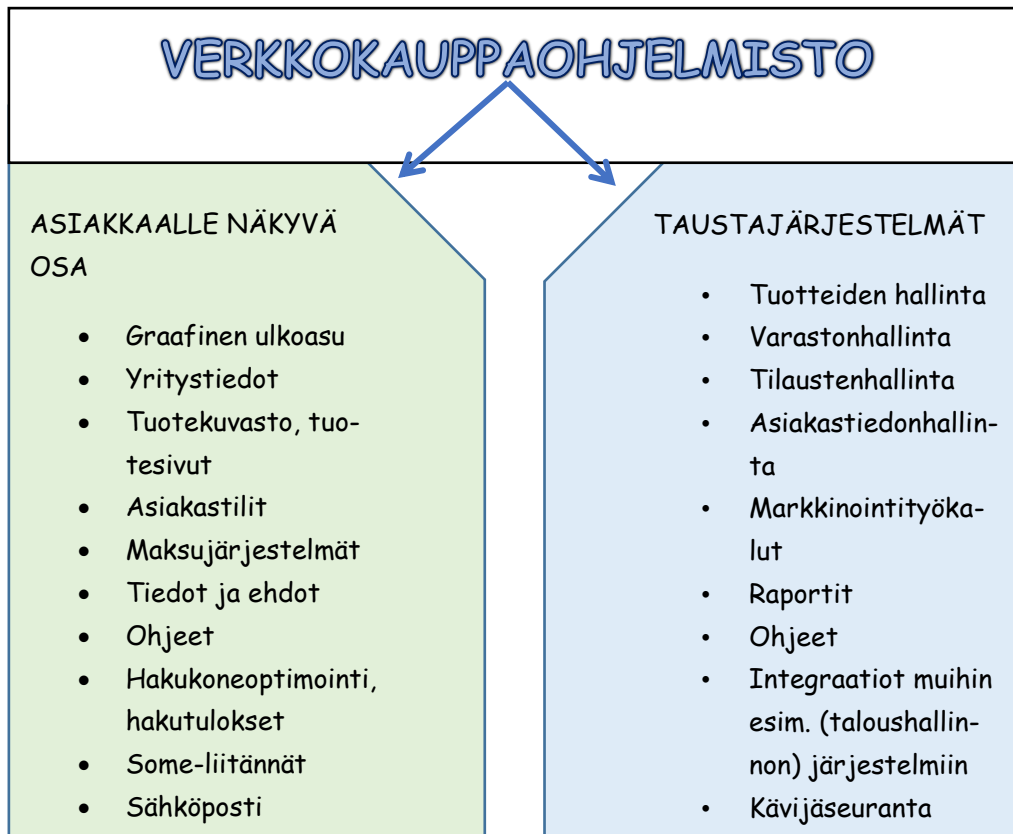 VERKKOKAUPPAOHJELMISTO
ASIAKKAALLE NÄKYVÄ
OSA
• Graafinen ulkoasu
• Yritystiedot
• Tuotekuvasto, tuo-
tesivut
• Asiakastilit
• Maksujärjestelmät
• Tiedot ja ehdot
• Ohjeet
• Hakukoneoptimointi,
hakutulokset
• Some-liitännät
• Sähköposti
TAUSTAJÄRJESTELMÄT
• Tuotteiden hallinta
• Varastonhallinta
• Tilaustenhallinta
• Asiakastiedonhallin-
ta
• Markkinointityöka-
lut
• Raportit
• Ohjeet
• Integraatiot muihin
esim. (taloushallin-
non) järjestelmiin
• Kävijäseuranta